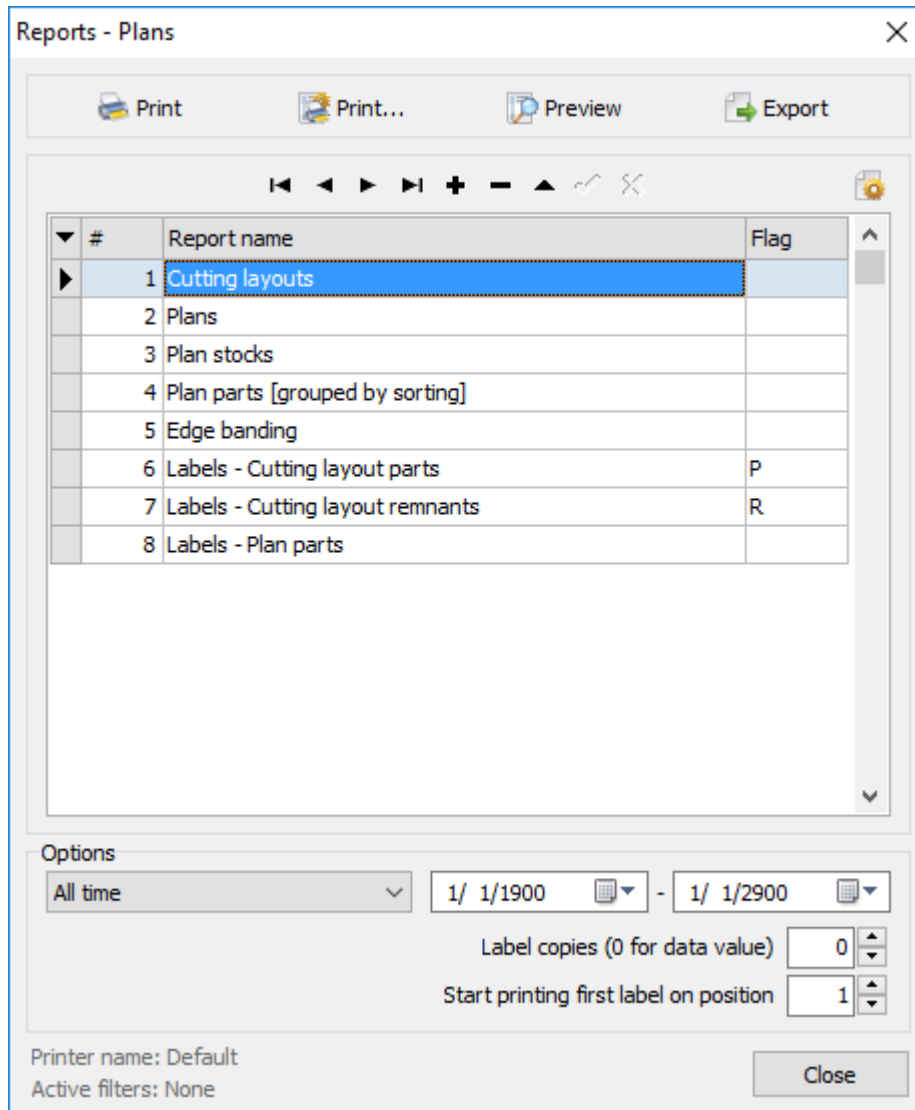 Reports - Plans
Print Print... Preview Export
# Report name Flag
1 Cutting layouts
2 Plans
3 Plan stocks
4 Plan parts [grouped by sorting]
5 Edge banding
6 Labels - Cutting layout parts P
7 Labels - Cutting layout remnants R
8 Labels - Plan parts
Options
All time 1/ 1/1900 - 1/ 1/2900
Label copies (0 for data value) 0
Start printing first label on position 1
Printer name: Default
Active filters: None
Close